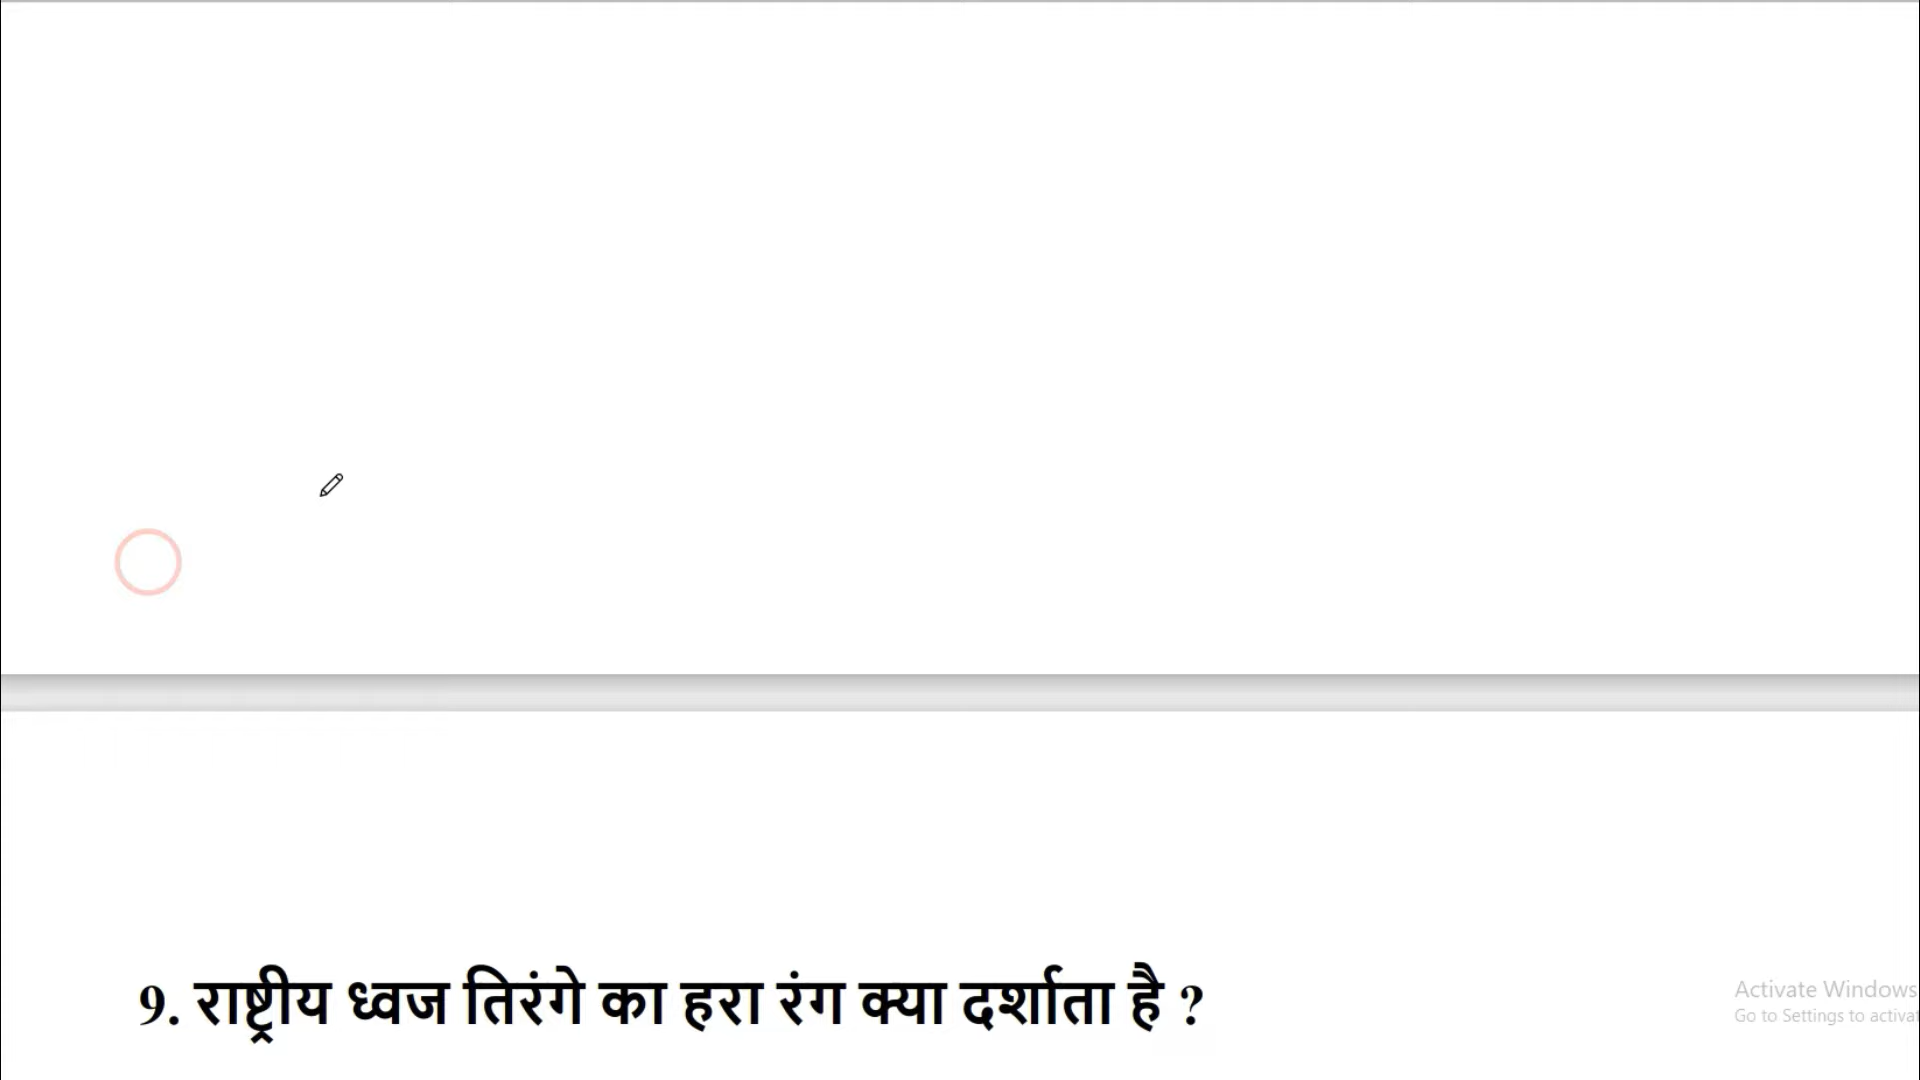 9. राष्ट्रीय ध्वज तिरंगे का हरा रंग क्या दर्शाता है ?
Activate Windows
Go to Settings to activat